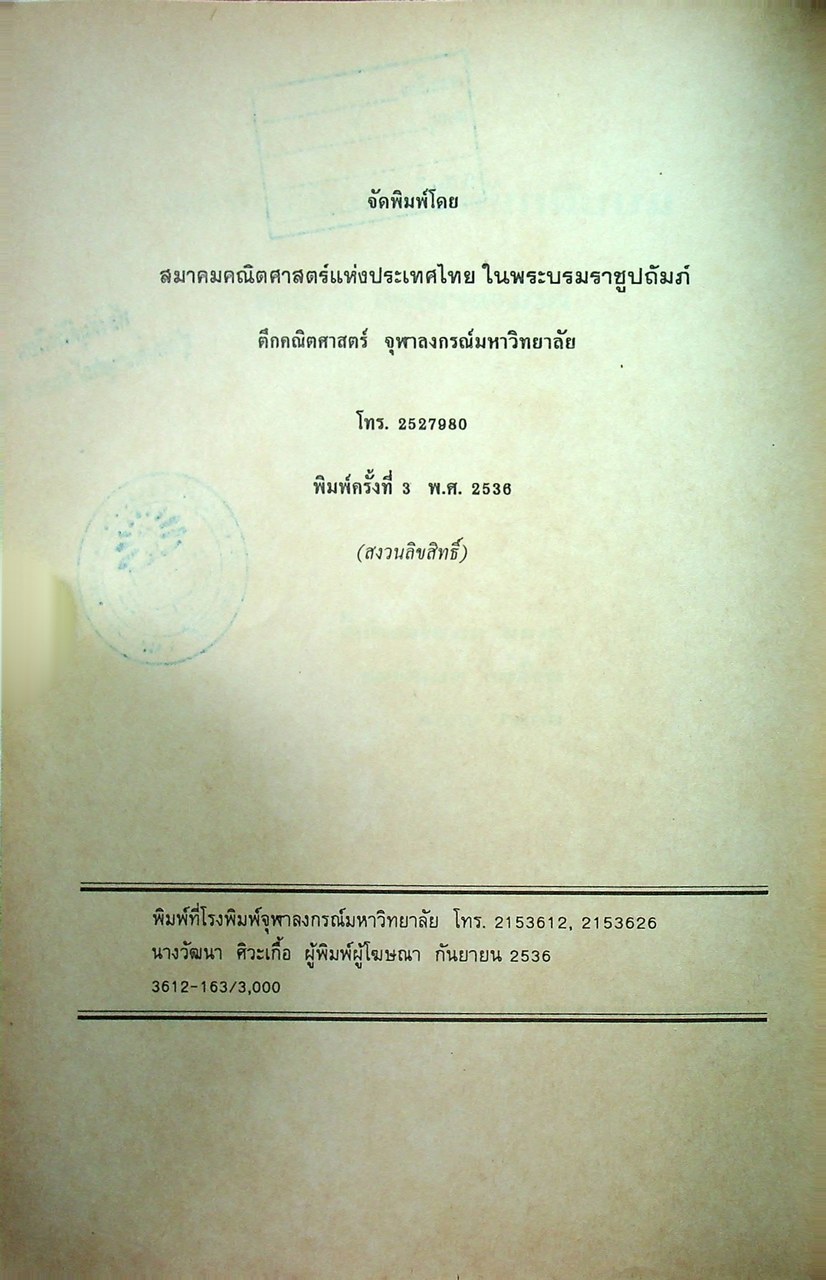 จัดพิมพ์โดย
สมาคมคณิตศาสตร์แห่งประเทศไทย ในพระบรมราชูปถัมภ์
ตึกคณิตศาสตร์ จุฬาลงกรณ์มหาวิทยาลัย
โทร. 2527980
พิมพ์ครั้งที่ 3 พ.ศ. 2536
(สงวนลิขสิทธิ์)
พิมพ์ที่โรงพิมพ์จุฬาลงกรณ์มหาวิทยาลัย โทร. 2153612, 2153626
นางวัฒนา ศิวะเกื้อ ผู้พิมพ์ผู้โฆษณา กันยายน 2536
3612-163/3,000